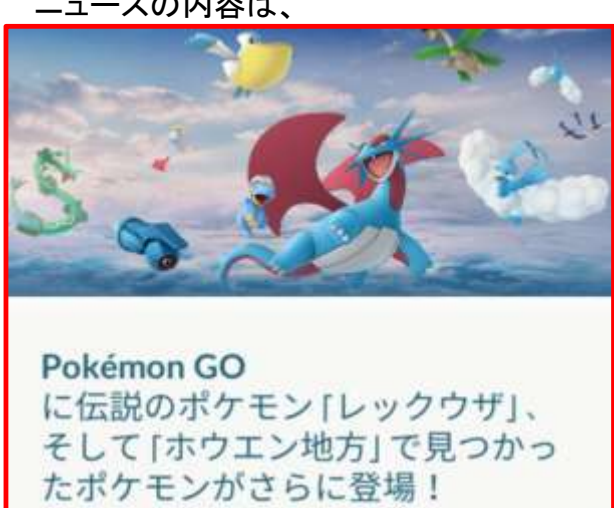 ニュースの内容は、
Pokémon GO
に伝説のポケモン「レックウザ」、
そして「ホウエン地方」で見つかっ
たポケモンがさらに登場！